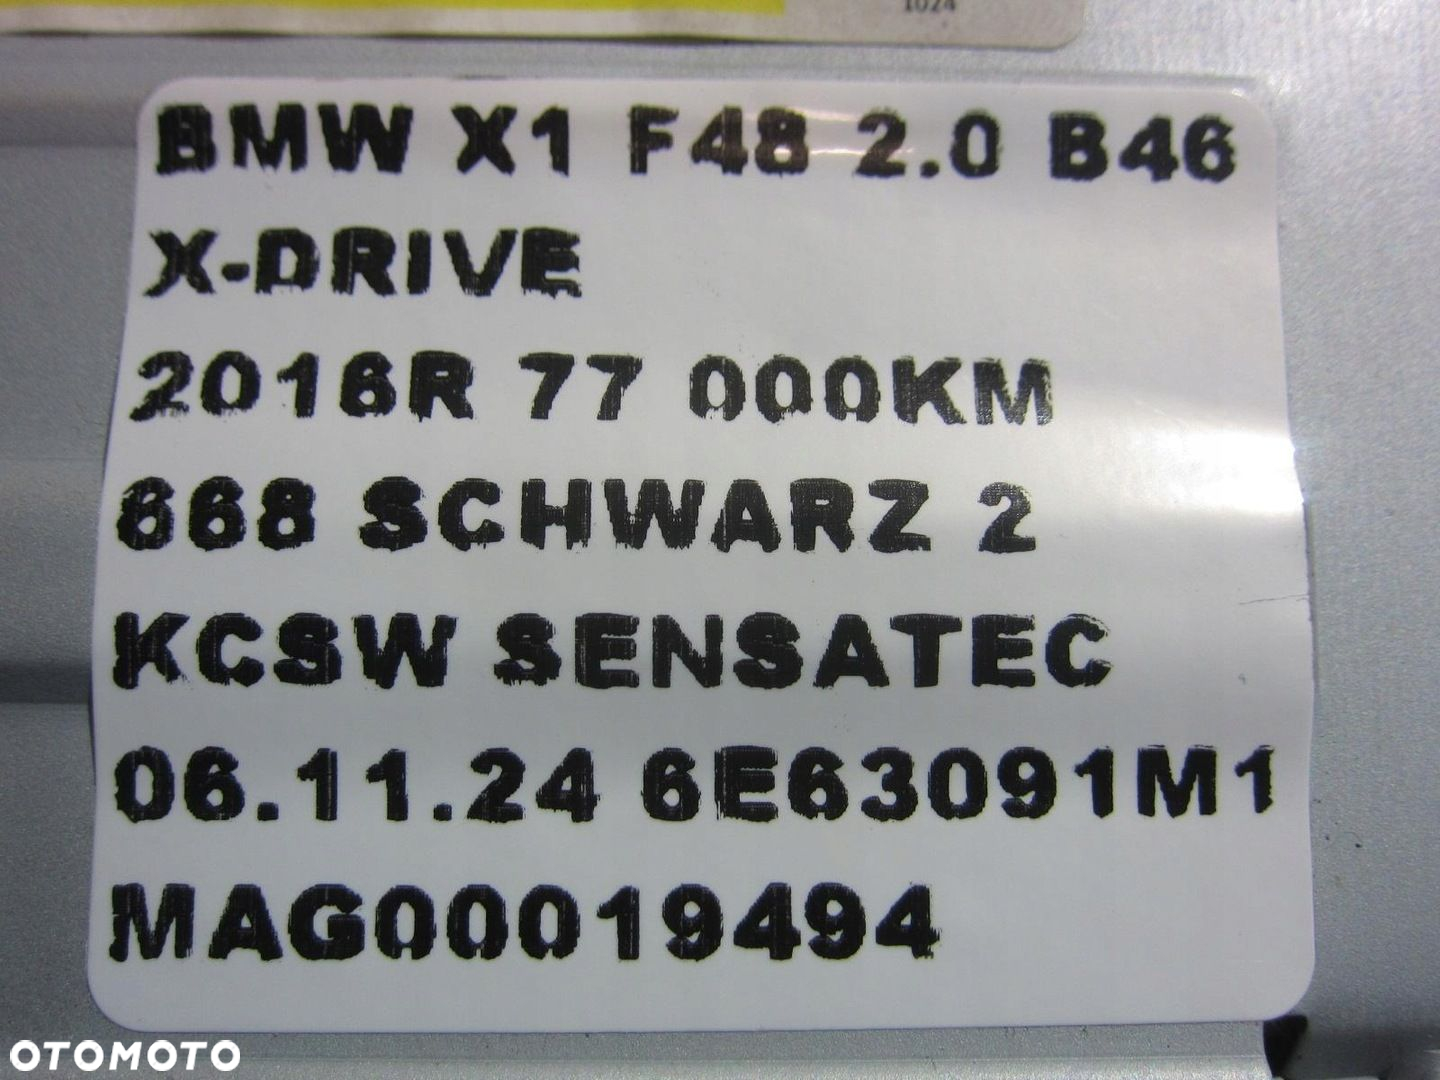 1024
BMW X1 F48 2.0 B46
X-DRIVE
2016R 77 000KM
668 SCHWARZ 2
KCSW SENSATEC
06.11.24 6E63091M1
MAG00019494
OTOMOTO